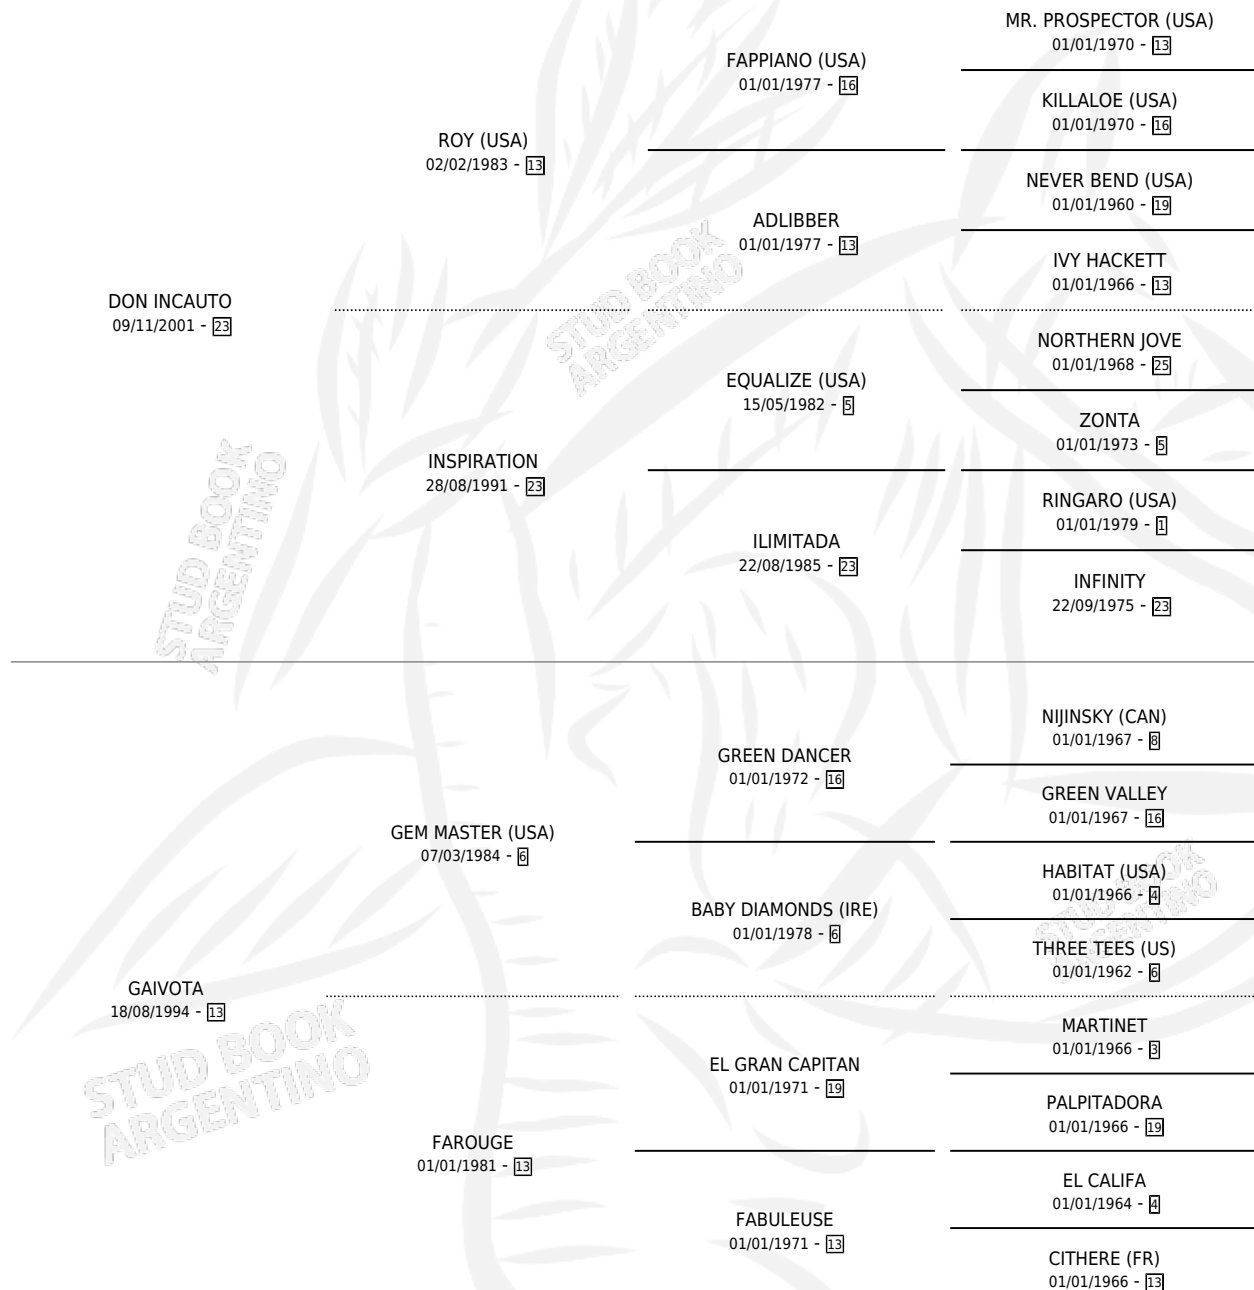 MR. PROSPECTOR (USA)
01/01/1970 - 13
FAPPIANO (USA)
01/01/1977 - 16
KILLALOE (USA)
01/01/1970 - 16
ROY (USA)
02/02/1983 - 13
NEVER BEND (USA)
01/01/1960 - 19
ADLIBBER
01/01/1977 - 13
IVY HACKETT
01/01/1966 - 13
DON INCAUTO
09/11/2001 - 23
NORTHERN JOVE
01/01/1968 - 25
EQUALIZE (USA)
15/05/1982 - 5
ZONTA
01/01/1973 - 5
INSPIRATION
28/08/1991 - 23
RINGARO (USA)
01/01/1979 - 1
ILIMITADA
22/08/1985 - 23
INFINITY
22/09/1975 - 23
NIJINSKY (CAN)
01/01/1967 - 8
GREEN DANCER
01/01/1972 - 16
GREEN VALLEY
01/01/1967 - 16
GEM MASTER (USA)
07/03/1984 - 6
HABITAT (USA)
01/01/1966 - 4
BABY DIAMONDS (IRE)
01/01/1978 - 6
THREE TEES (US)
01/01/1962 - 6
GAIVOTA
18/08/1994 - 13
MARTINET
01/01/1966 - 3
EL GRAN CAPITAN
01/01/1971 - 19
PALPITADORA
01/01/1966 - 19
FAROUGE
01/01/1981 - 13
EL CALIFA
01/01/1964 - 4
FABULEUSE
01/01/1971 - 13
CITHERE (FR)
01/01/1966 - 13
STUD BOOK
ARGENTINO
STUD BOOK
ARGENTINO
STUD BOOK
ARGENTINO
STUD BOOK
ARGENTINO